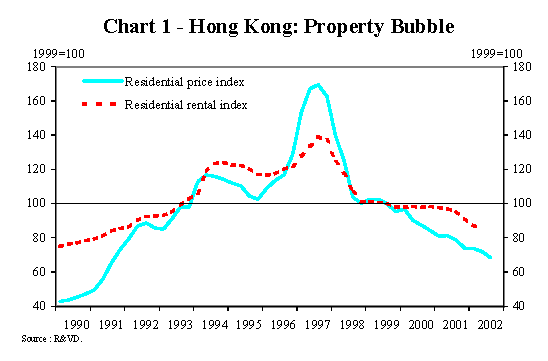 Chart 1 - Hong Kong: Property Bubble
1999=100 1999=100
180 180
Residential price index
160 160
Residential rental index
140 140
120 120
100 100
80 80
60 60
40 40
1990 1991 1992 1993 1994 1995 1996 1997 1998 1999 2000 2001 2002
Source : R&VD.